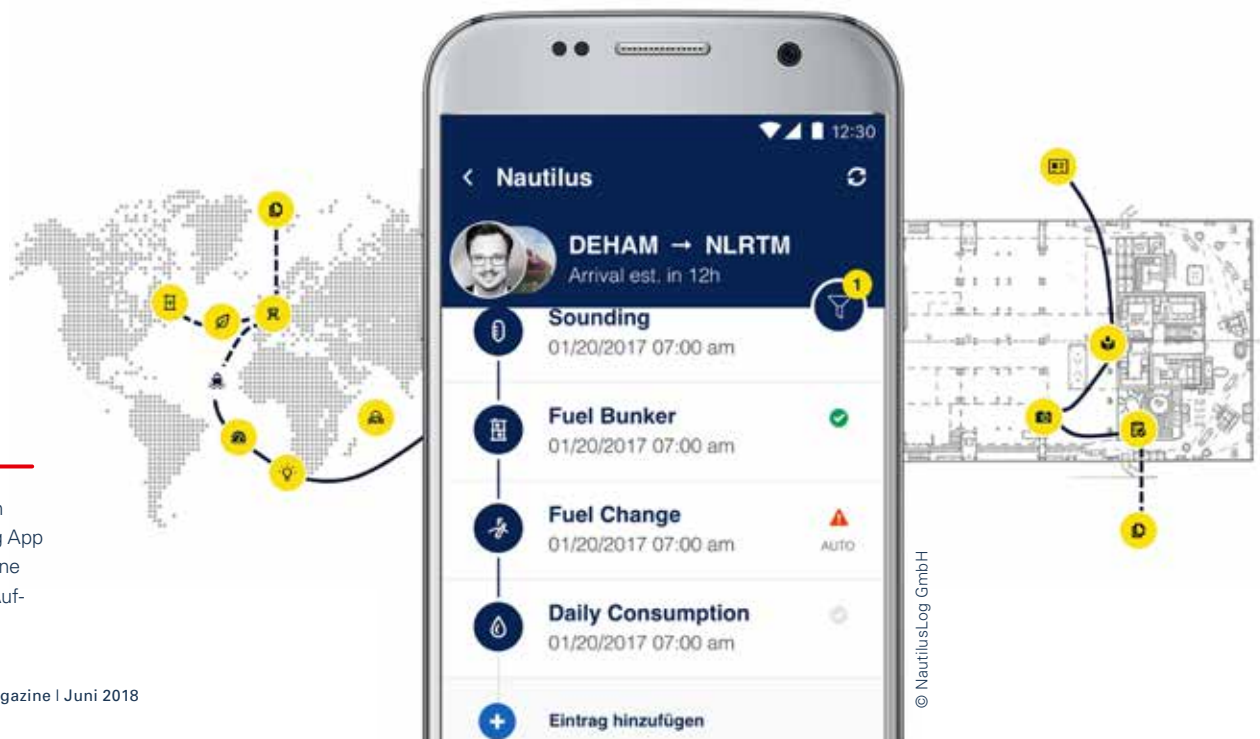 12:30
Nautilus
DEHAM → NLRTM
Arrival est. in 12h
1
Sounding
01/20/2017 07:00 am
Fuel Bunker
01/20/2017 07:00 am
Fuel Change
01/20/2017 07:00 am
AUTO
Daily Consumption
01/20/2017 07:00 am
Eintrag hinzufügen
App
uf-
gazine | Juni 2018
© NautilusLog GmbH